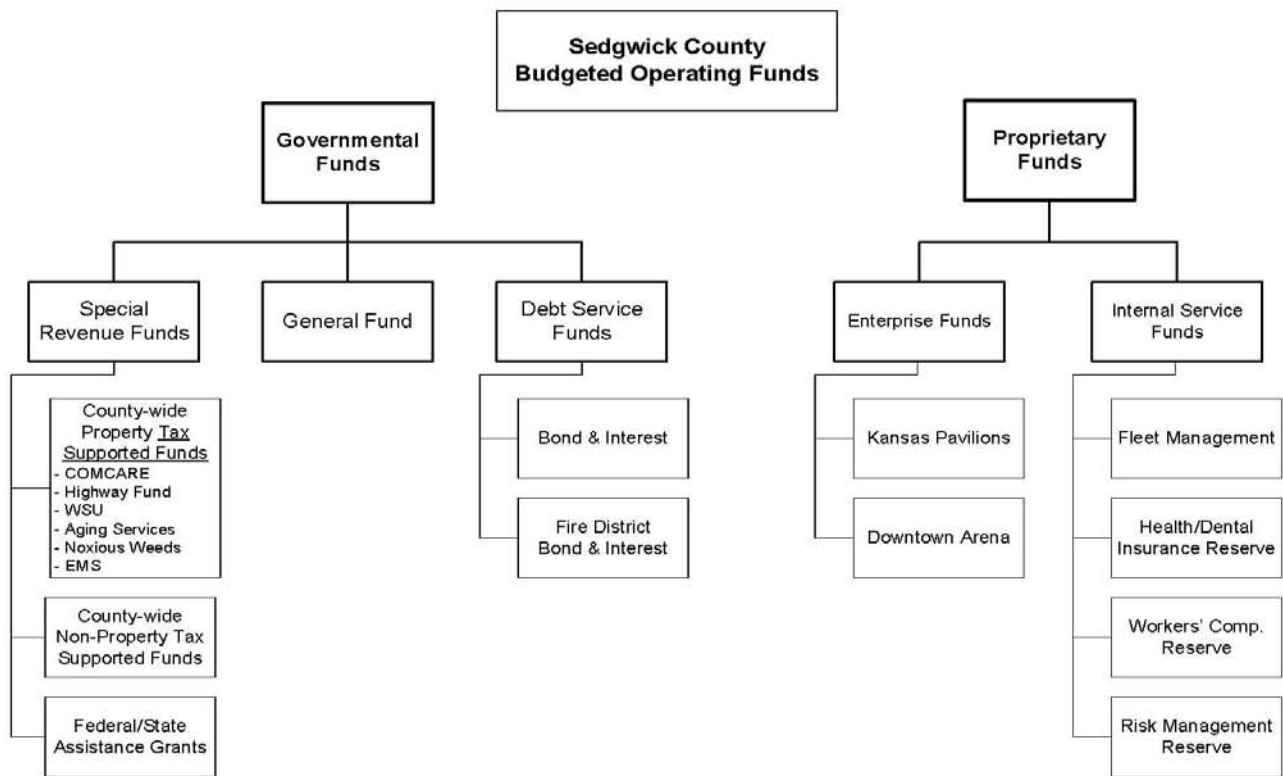 Sedgwick County
Budgeted Operating Funds
Governmental
Funds
Proprietary
Funds
Special
Revenue Funds
General Fund
Debt Service
Funds
Enterprise Funds
Internal Service
Funds
County-wide
Property Tax
Supported Funds
- COMCARE
- Highway Fund
- WSU
- Aging Services
- Noxious Weeds
- EMS
County-wide
Non-Property Tax
Supported Funds
Federal/State
Assistance Grants
Bond & Interest
Fire District
Bond & Interest
Kansas Pavilions
Downtown Arena
Fleet Management
Health/Dental
Insurance Reserve
Workers' Comp.
Reserve
Risk Management
Reserve